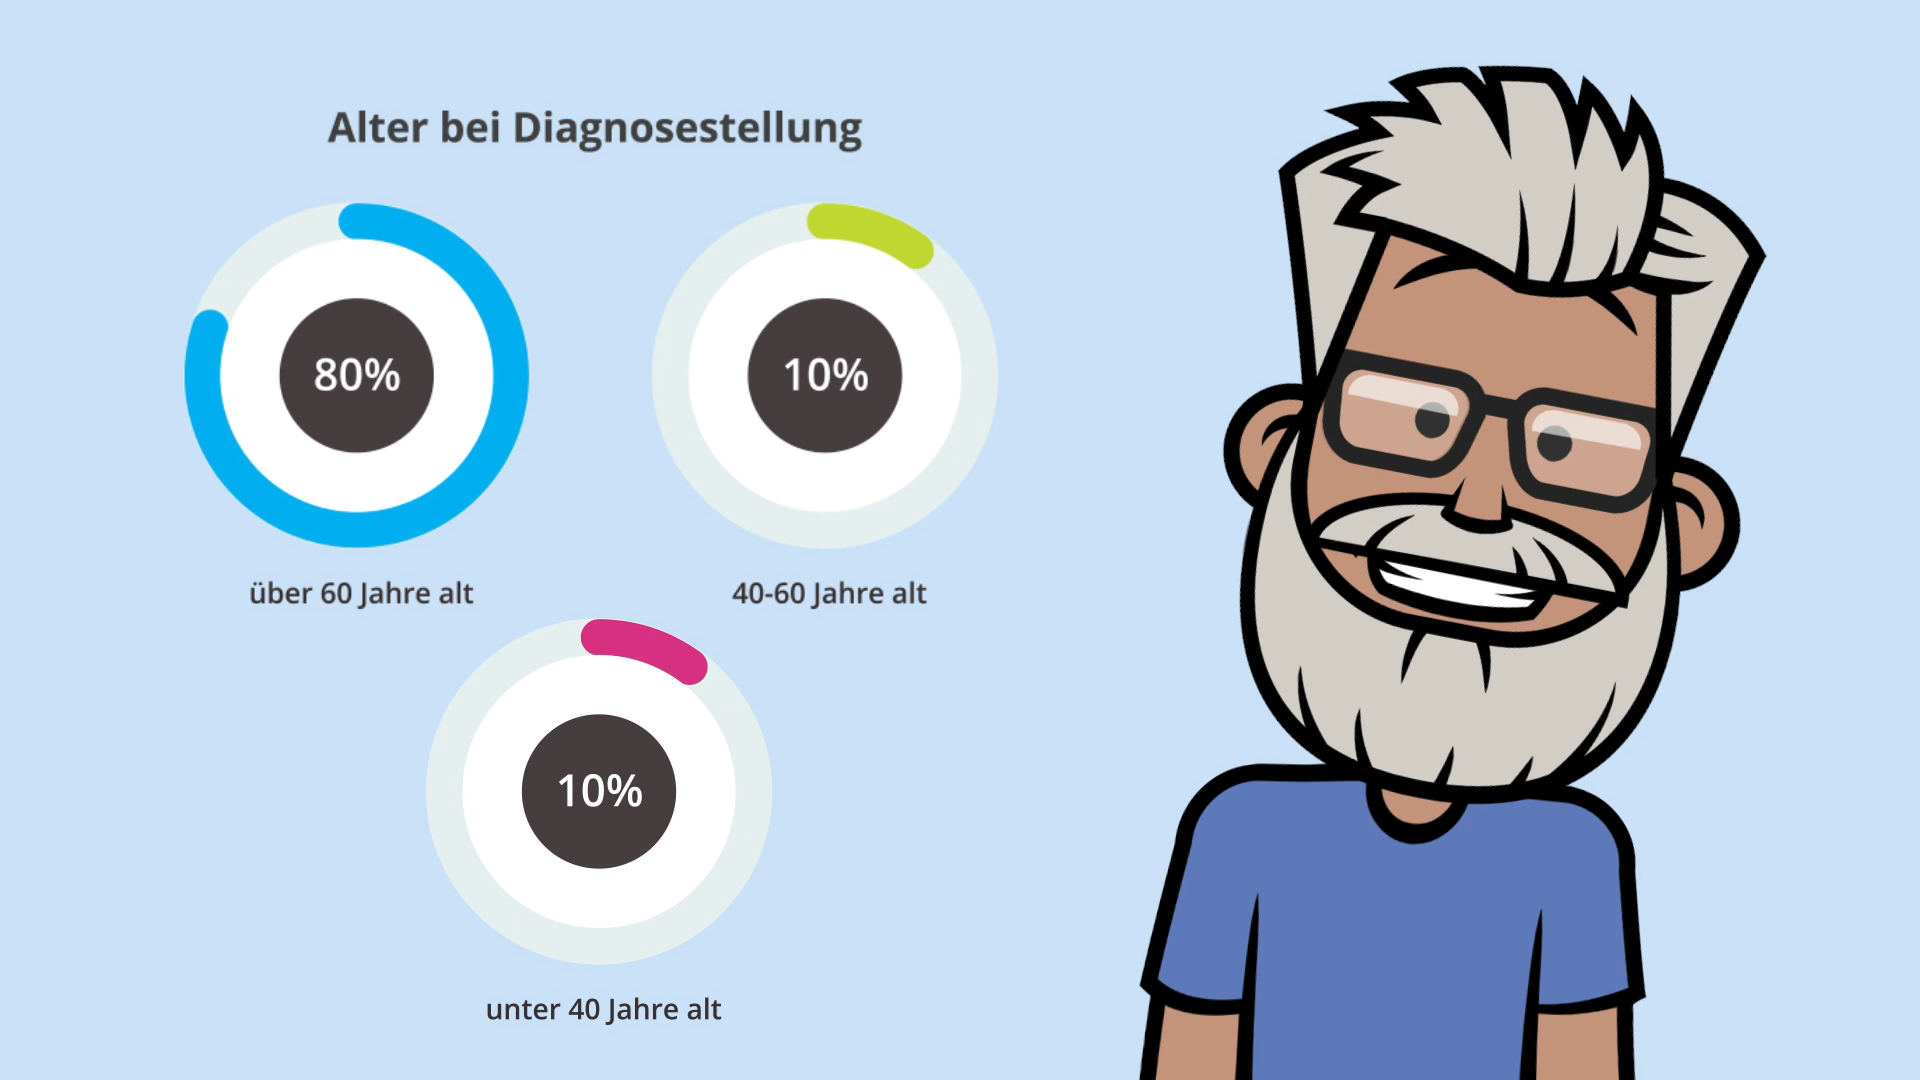 Alter bei Diagnosestellung
80%
10%
über 60 Jahre alt
40-60 Jahre alt
10%
unter 40 Jahre alt